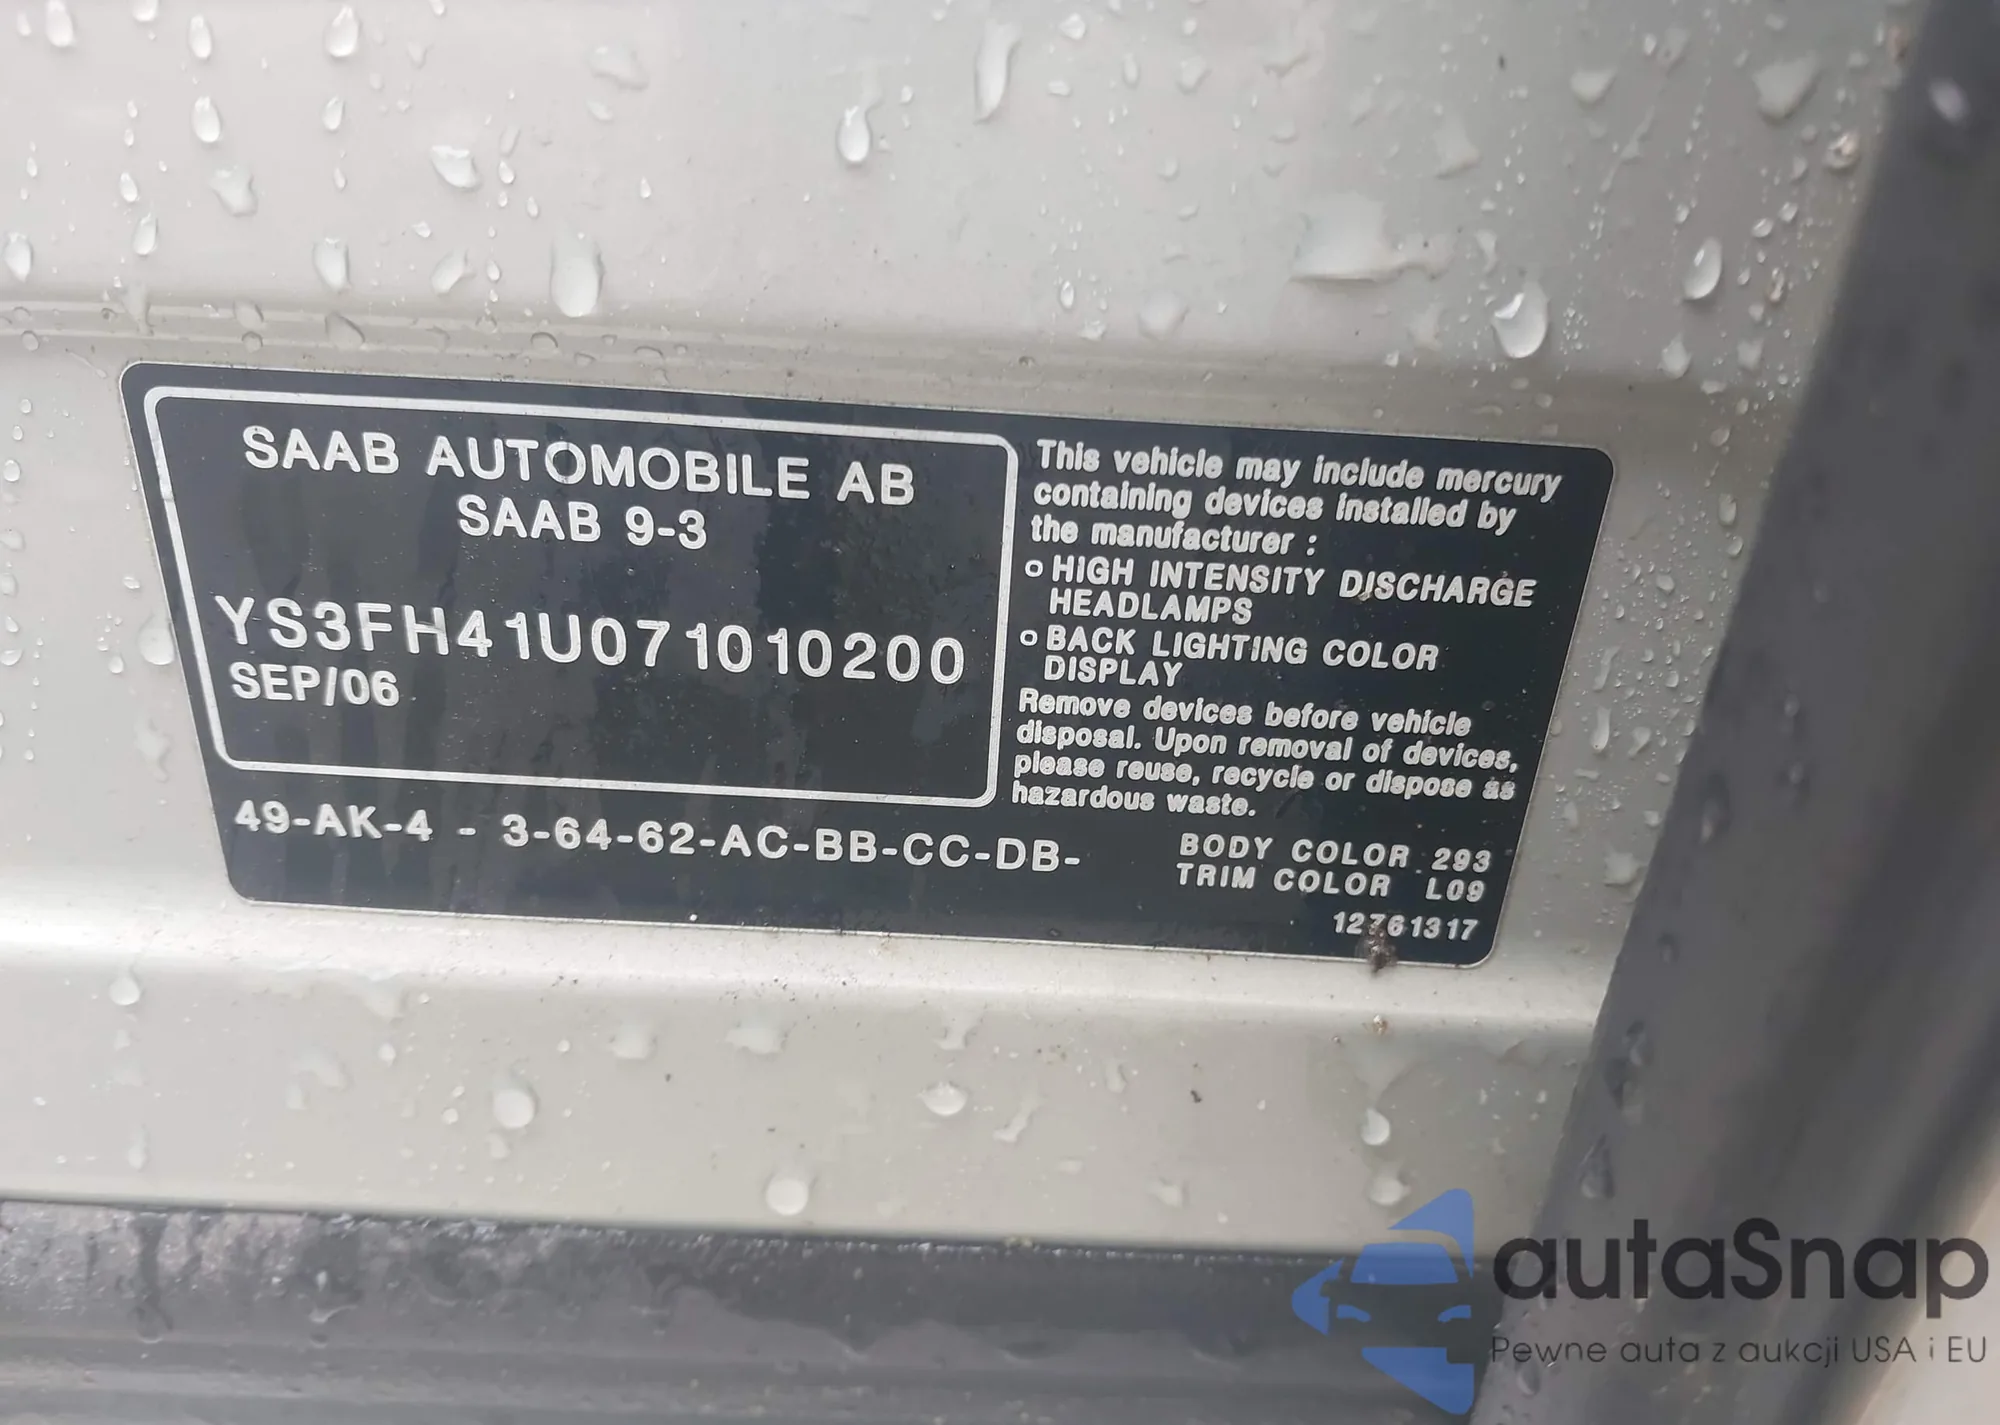 SAAB AUTOMOBILE AB
SAAB 9-3
YS3FH41U071010200
SEP/06
49-AK-4 - 3-64-62-AC-BB-CC-DB-
This vehicle may include mercury
containing devices installed by
the manufacturer :
o HIGH INTENSITY DISCHARGE
HEADLAMPS
o BACK LIGHTING COLOR
DISPLAY
Remove devices before vehicle
disposal. Upon removal of devices,
please reuse, recycle or dispose as
hazardous waste.
BODY COLOR 293
TRIM COLOR L09
12761317
autaSnap
Pewne auta z aukcji USA i EU